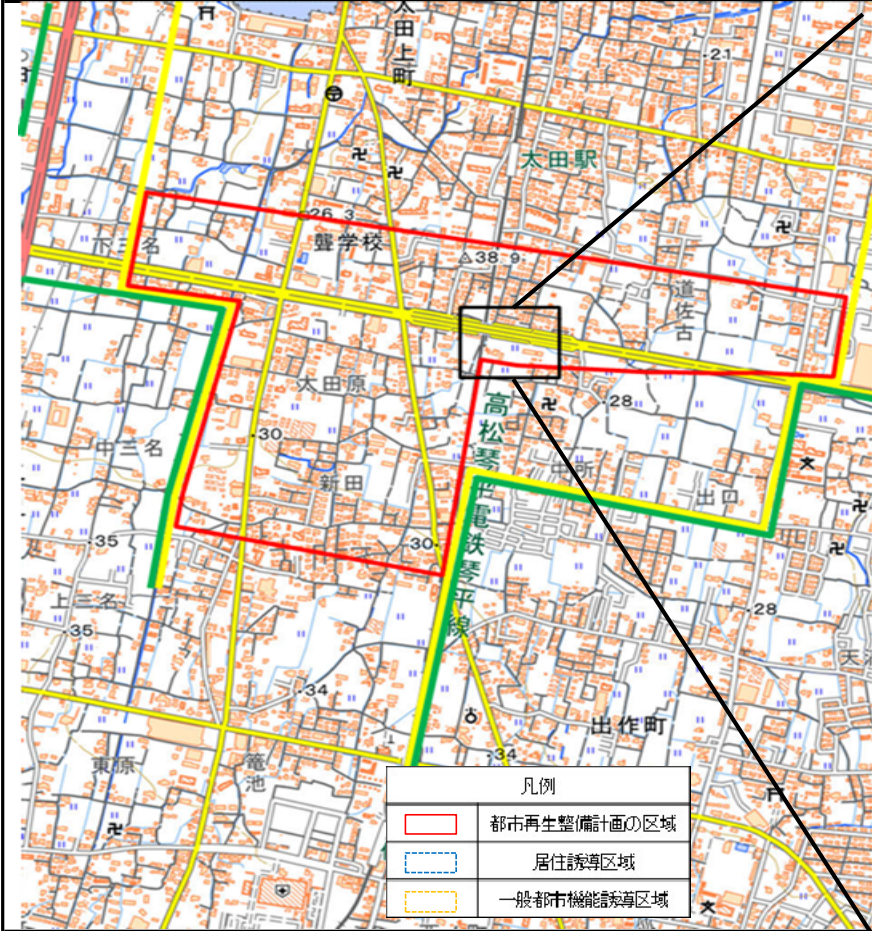 太田上町
21
太田駅
26.3
聾学校
下三名
38.9
道佐古
太田原
28
高松琴平電鉄琴平線
中三名
30
中所
新田
出口
35
30
上三名
28
35
34
出作町
東原
竜池
34
凡例
都市再生整備計画の区域
居住誘導区域
一般都市機能誘導区域